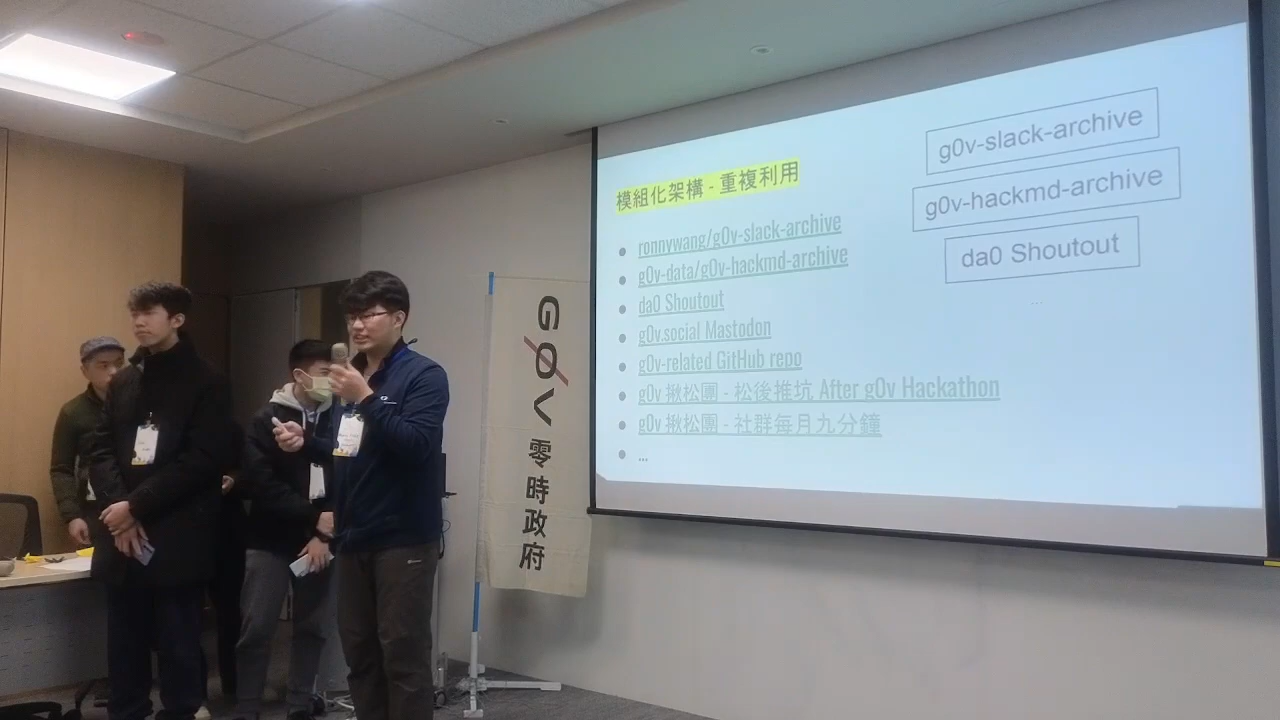 模組化架構 - 重複利用
ronnywang/g0v-slack-archive
g0v-data/g0v-hackmd-archive
da0 Shoutout
g0v.social Mastodon
g0v-related GitHub repo
g0v 揪松團 - 松後推坑 After g0v Hackathon
g0v 揪松團 - 社群每月九分鐘
...
g0v-slack-archive
g0v-hackmd-archive
da0 Shoutout
...
G0V
零時政府